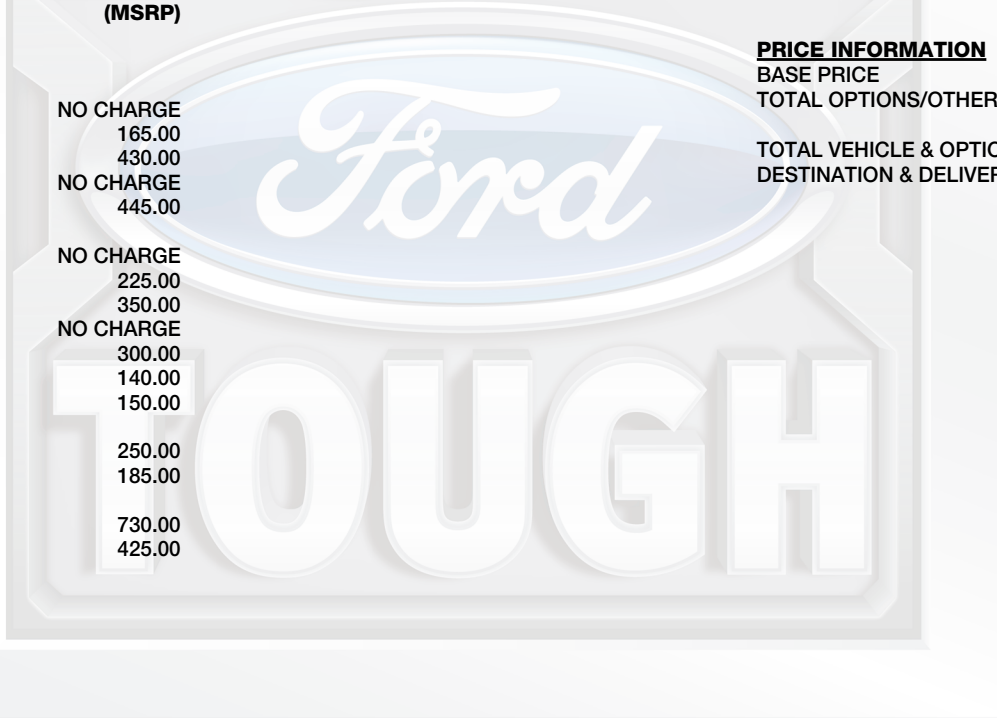 (MSRP)
NO CHARGE
165.00
430.00
NO CHARGE
445.00
NO CHARGE
225.00
350.00
NO CHARGE
300.00
140.00
150.00
250.00
185.00
730.00
425.00
PRICE INFORMATION
BASE PRICE
TOTAL OPTIONS/OTHER
TOTAL VEHICLE & OPTIO
DESTINATION & DELIVER
Ford
TOUGH